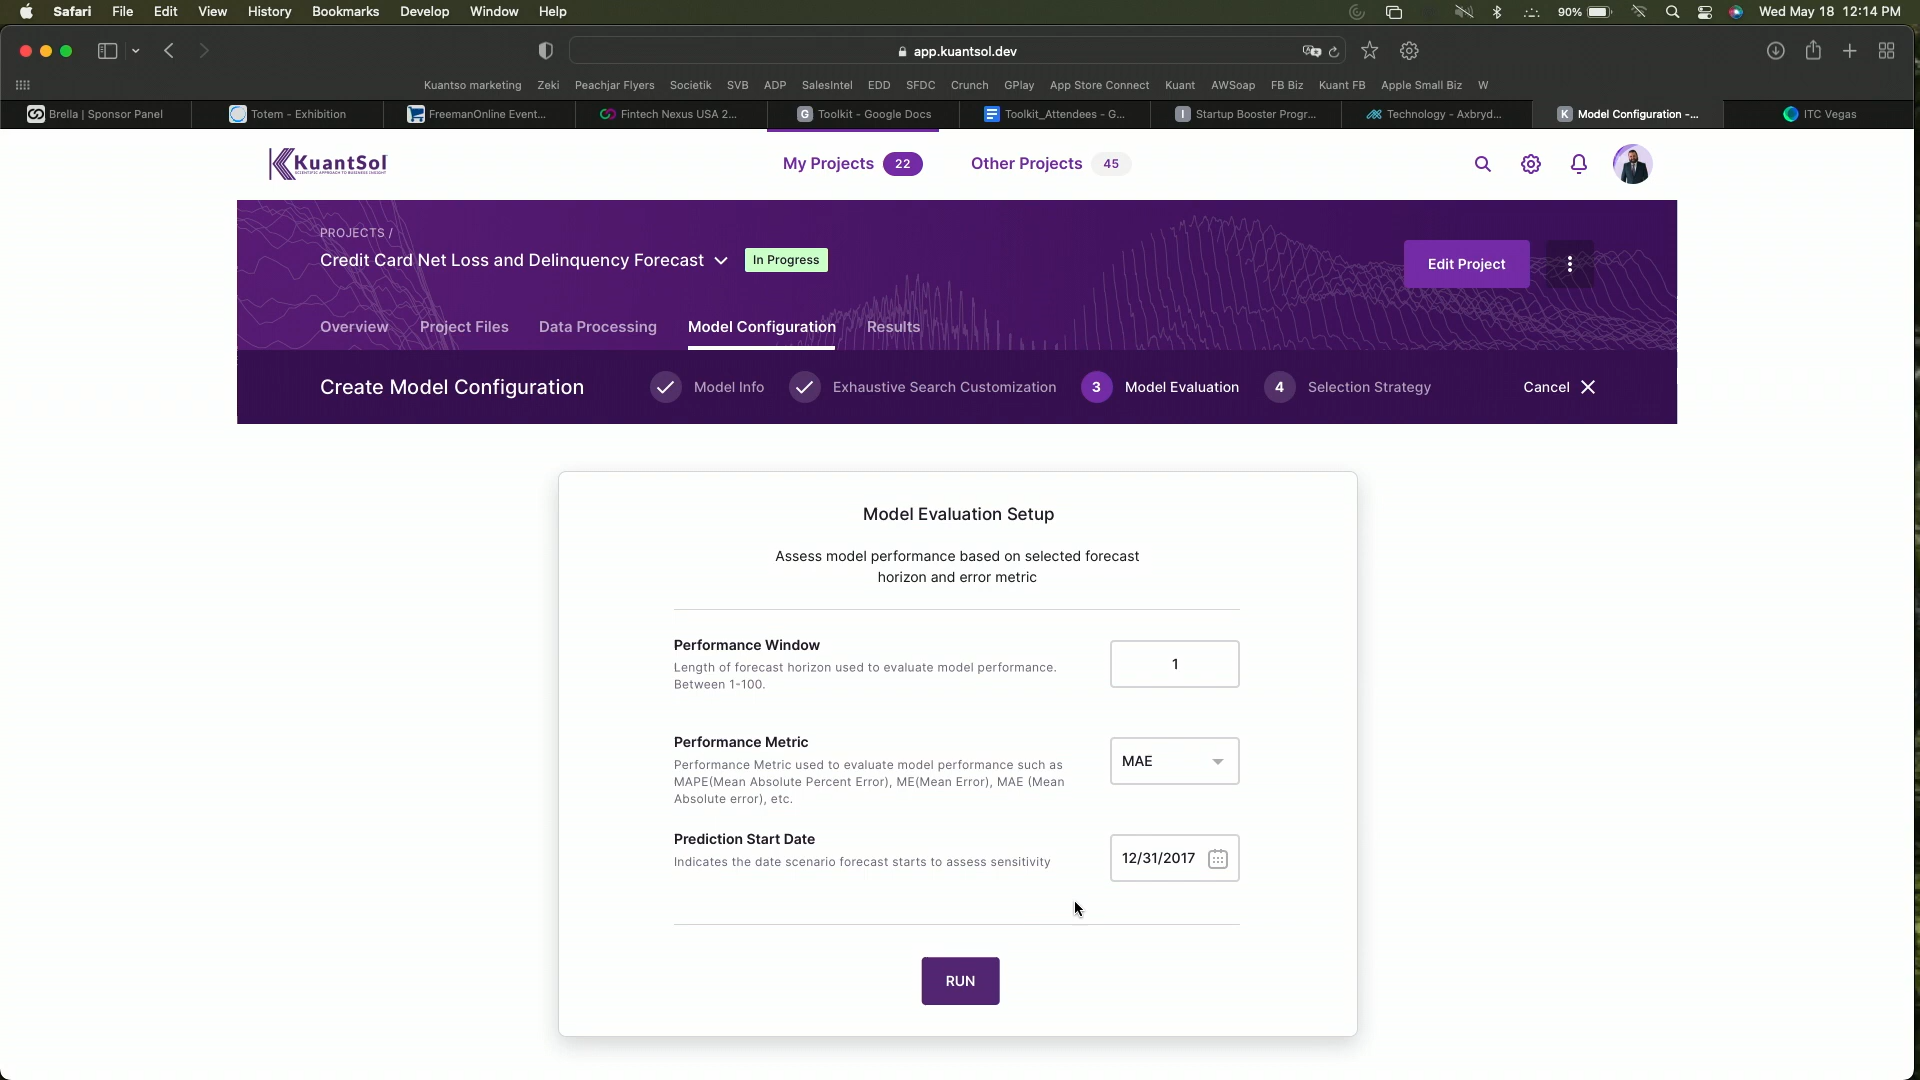 Safari File Edit View History Bookmarks Develop Window Help
90% Wed May 18 12:14 PM
app.kuantsol.dev
Kuantso marketing Zeki Peachjar Flyers Societik SVB ADP SalesIntel EDD SFDC Crunch GPlay App Store Connect Kuant AWSoap FB Biz Kuant FB Apple Small Biz W
Brella | Sponsor Panel Totem - Exhibition FreemanOnline Event... Fintech Nexus USA 2... G Toolkit - Google Docs Toolkit_Attendees - G... I Startup Booster Progr... Technology - Axbryd... K Model Configuration -... ITC Vegas
KuantSol
SCIENTIFIC APPROACH TO BUSINESS INSIGHT
My Projects 22 Other Projects 45
PROJECTS /
Credit Card Net Loss and Delinquency Forecast In Progress
Edit Project
Overview Project Files Data Processing Model Configuration Results
Create Model Configuration Model Info Exhaustive Search Customization 3 Model Evaluation 4 Selection Strategy Cancel
Model Evaluation Setup
Assess model performance based on selected forecast
horizon and error metric
Performance Window
Length of forecast horizon used to evaluate model performance.
Between 1-100.
1
Performance Metric
Performance Metric used to evaluate model performance such as
MAPE(Mean Absolute Percent Error), ME(Mean Error), MAE (Mean
Absolute error), etc.
MAE
Prediction Start Date
Indicates the date scenario forecast starts to assess sensitivity
12/31/2017
RUN